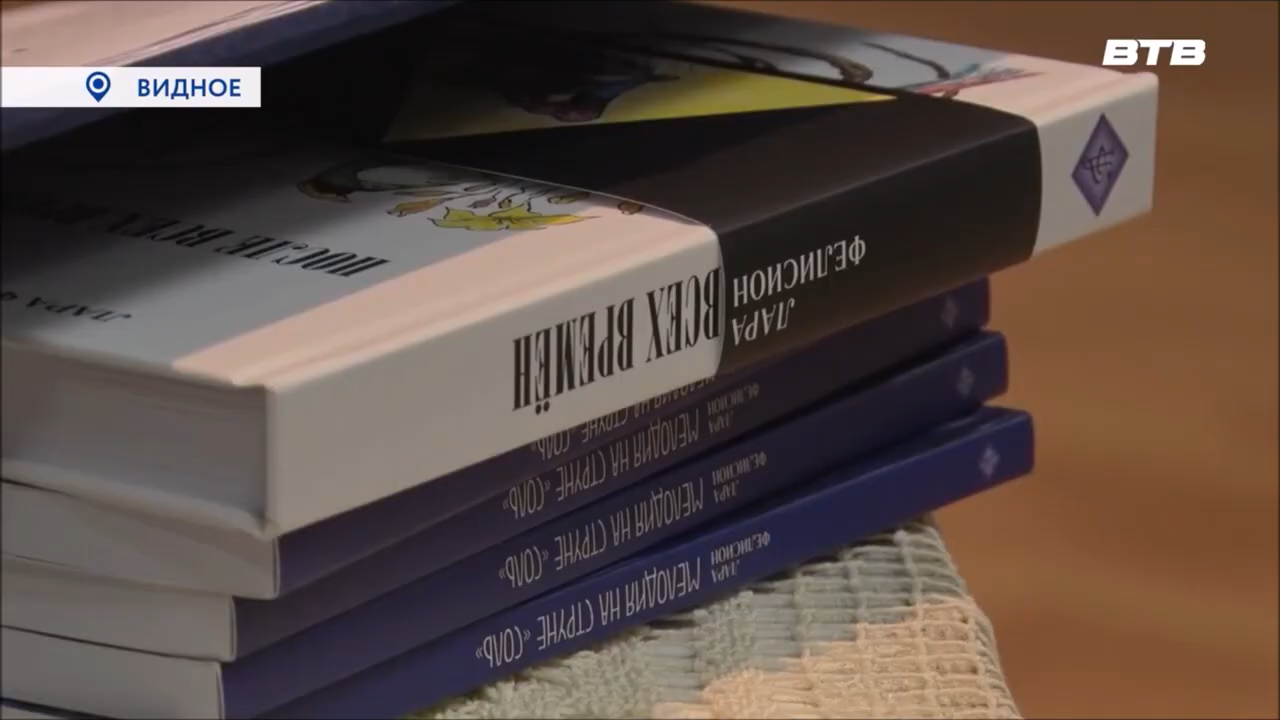 ВТВ
ВИДНОЕ
ПОСЛЕ ВСЕХ
ЛАРА
ЛАРА
ФЕЛИСИОН
ВСЕХ ВРЕМЁН
ЛАРА
ФЕЛИСИОН
МЕЛОДИЯ НА СТРУНЕ «СОЛЬ»
ЛАРА
ФЕЛИСИОН
МЕЛОДИЯ НА СТРУНЕ «СОЛЬ»
ЛАРА
ФЕЛИСИОН
МЕЛОДИЯ НА СТРУНЕ «СОЛЬ»